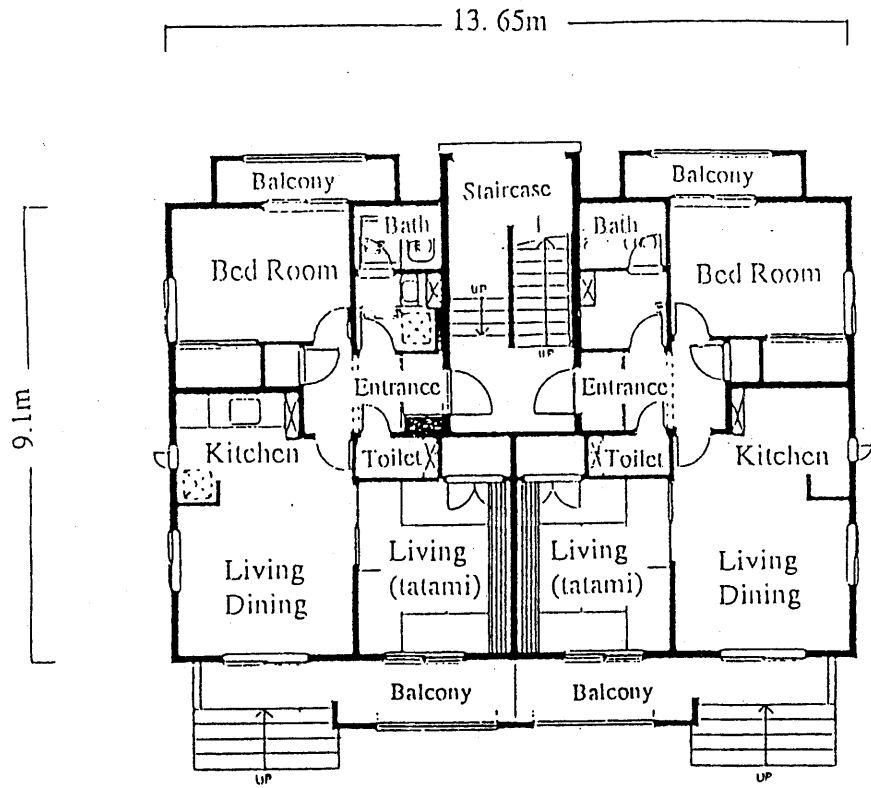 13.65m
Balcony
Staircase
Balcony
Bath
Bath
Bed Room
Bed Room
UP
UP
9.1m
Entrance
Entrance
Kitchen
Toilet
Toilet
Kitchen
Living
Dining
Living
(tatami)
Living
(tatami)
Living
Dining
Balcony
Balcony
UP
UP